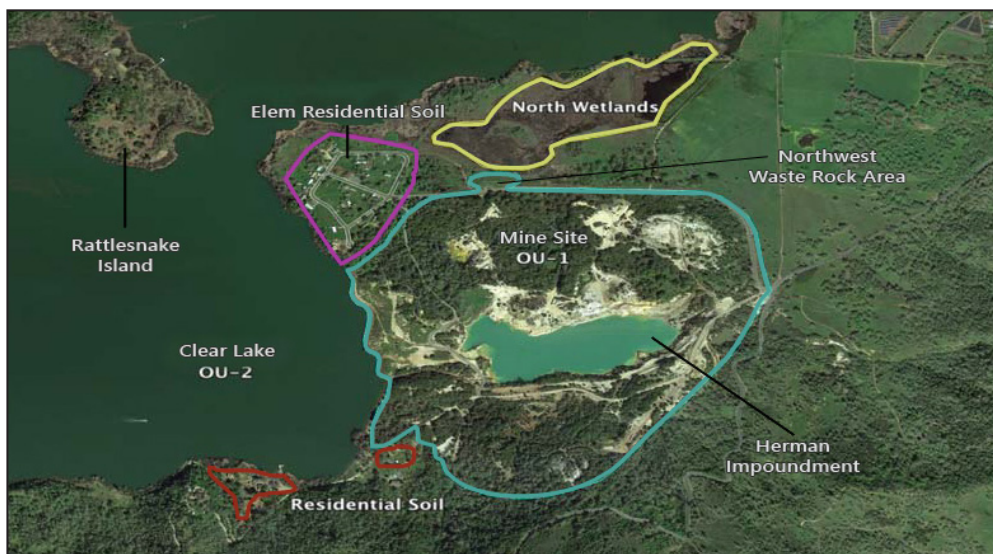 North Wetlands
Elem Residential Soil
Northwest
Waste Rock Area
Rattlesnake
Island
Mine Site
OU-1
Clear Lake
OU-2
Herman
Impoundment
Residential Soil